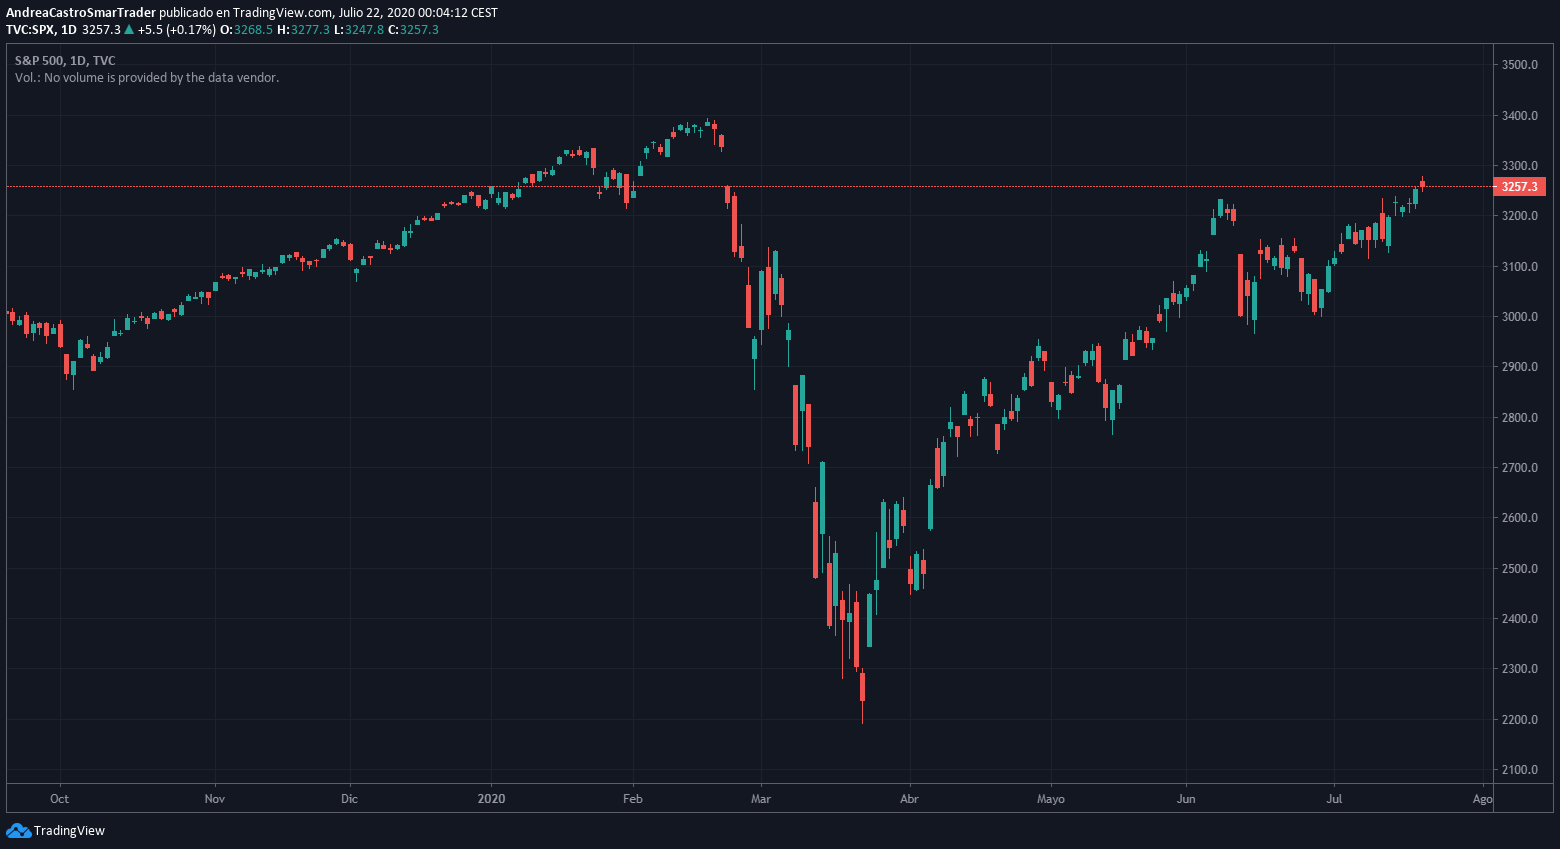 AndreaCastroSmarTrader publicado en TradingView.com, Julio 22, 2020 00:04:12 CEST
TVC:SPX, 1D 3257.3 ▲ +5.5 (+0.17%) O:3268.5 H:3277.3 L:3247.8 C:3257.3
S&P 500, 1D, TVC
Vol.: No volume is provided by the data vendor.
3500.0
3400.0
3300.0
3257.3
3200.0
3100.0
3000.0
2900.0
2800.0
2700.0
2600.0
2500.0
2400.0
2300.0
2200.0
2100.0
Oct Nov Dic 2020 Feb Mar Abr Mayo Jun Jul Ago
TradingView